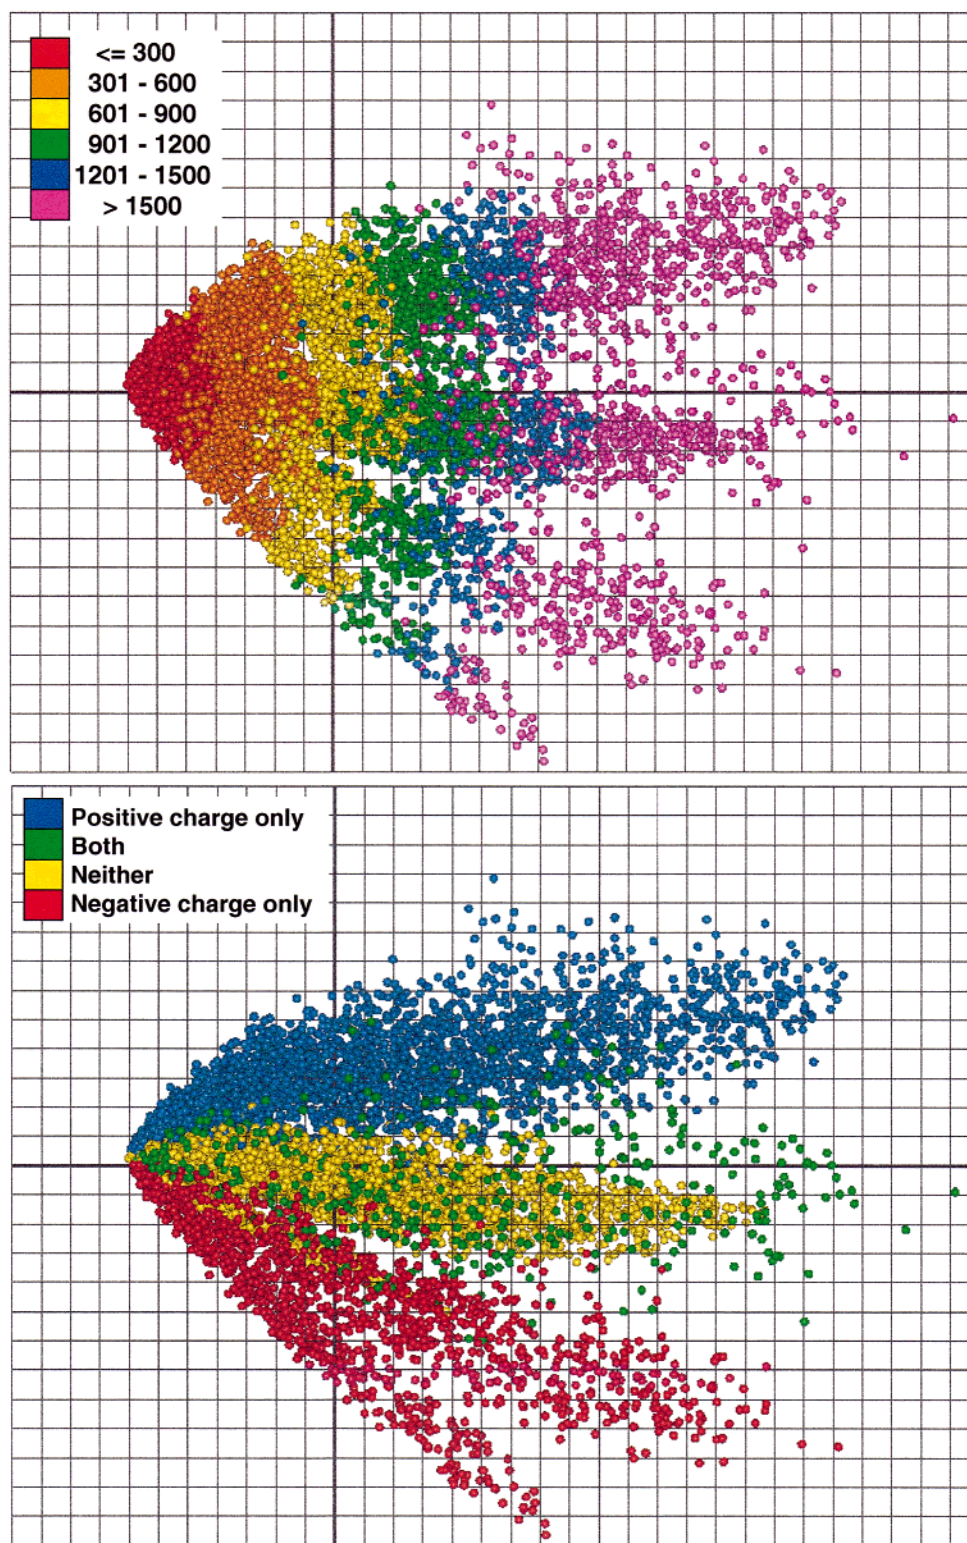 <= 300
301 - 600
601 - 900
901 - 1200
1201 - 1500
> 1500
Positive charge only
Both
Neither
Negative charge only